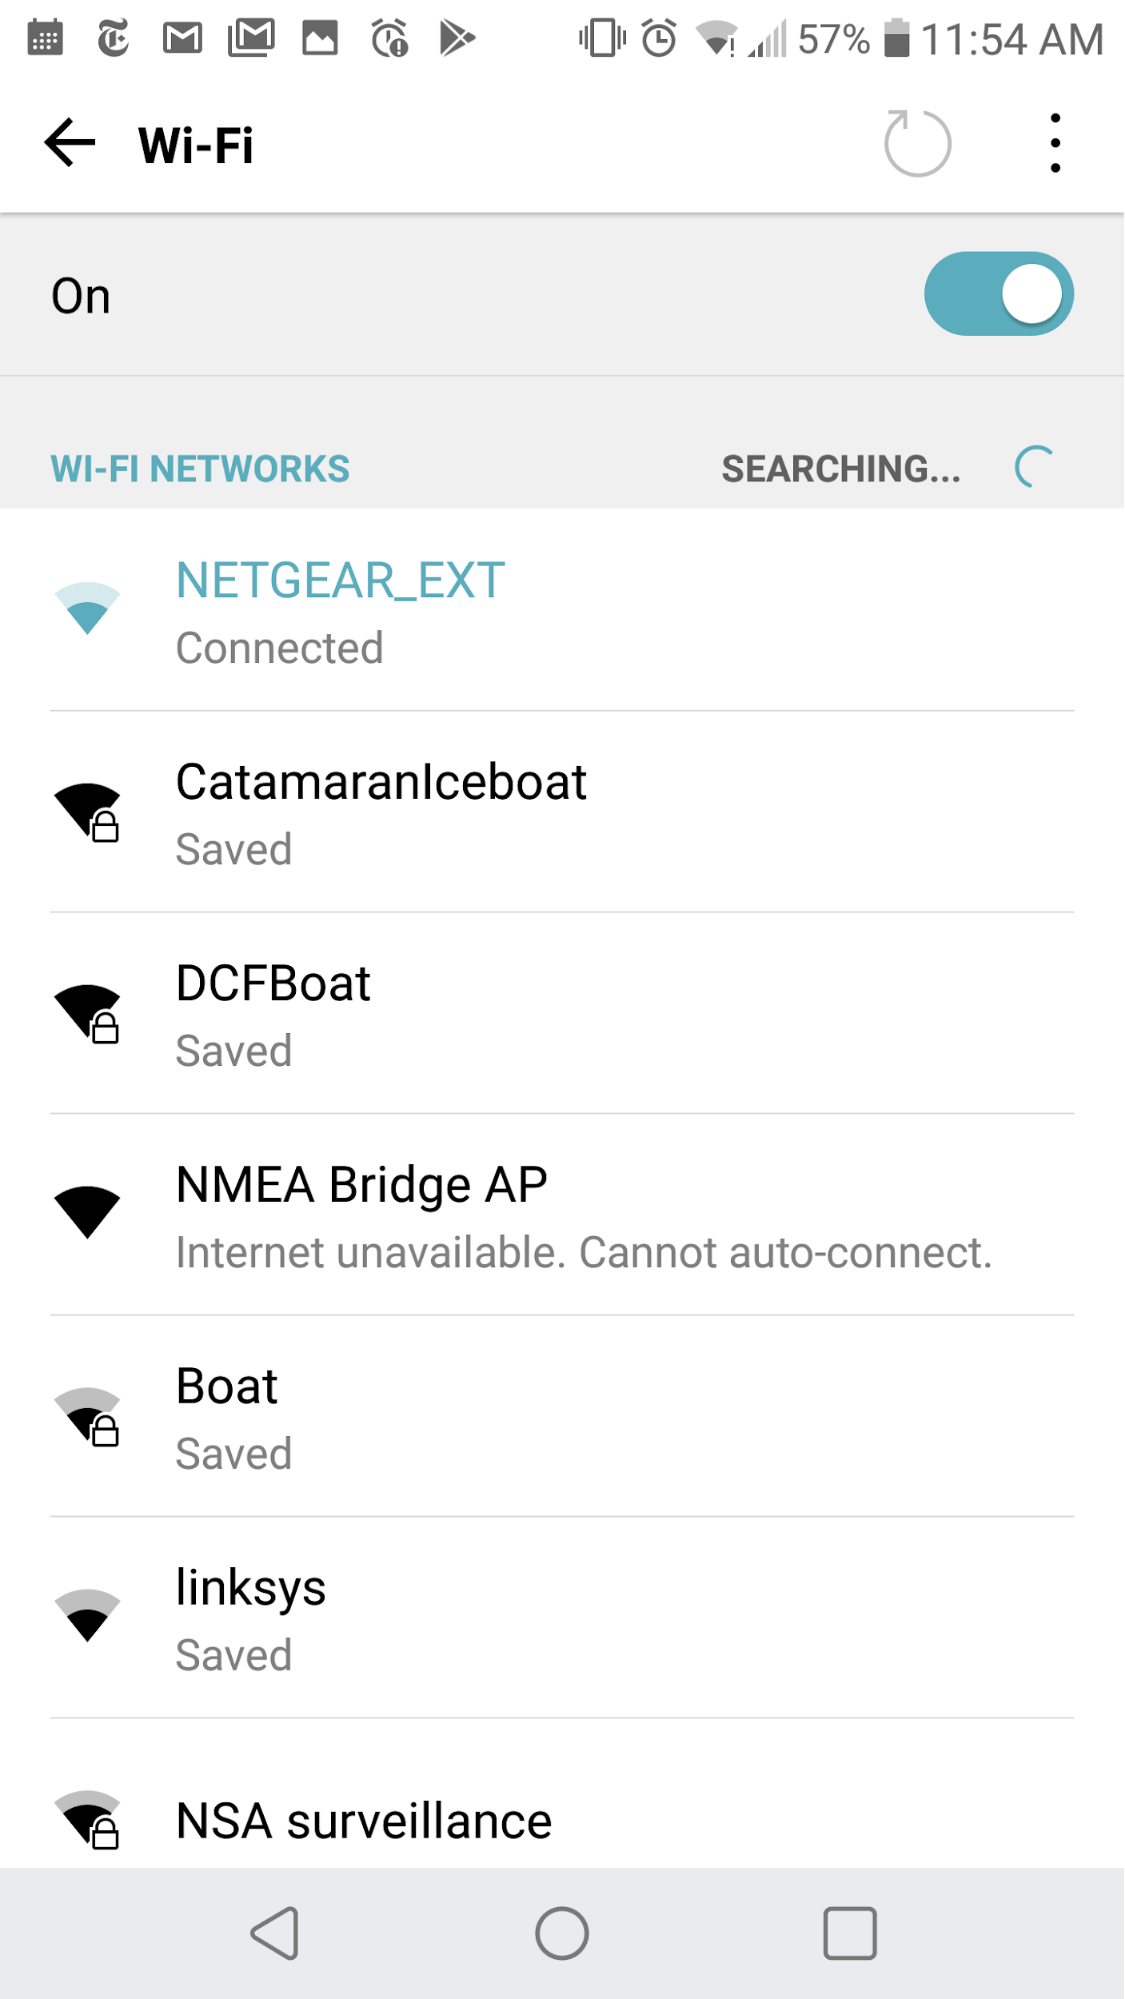 57% 11:54 AM
Wi-Fi
On
WI-FI NETWORKS SEARCHING...
NETGEAR_EXT
Connected
CatamaranIceboat
Saved
DCFBoat
Saved
NMEA Bridge AP
Internet unavailable. Cannot auto-connect.
Boat
Saved
linksys
Saved
NSA surveillance